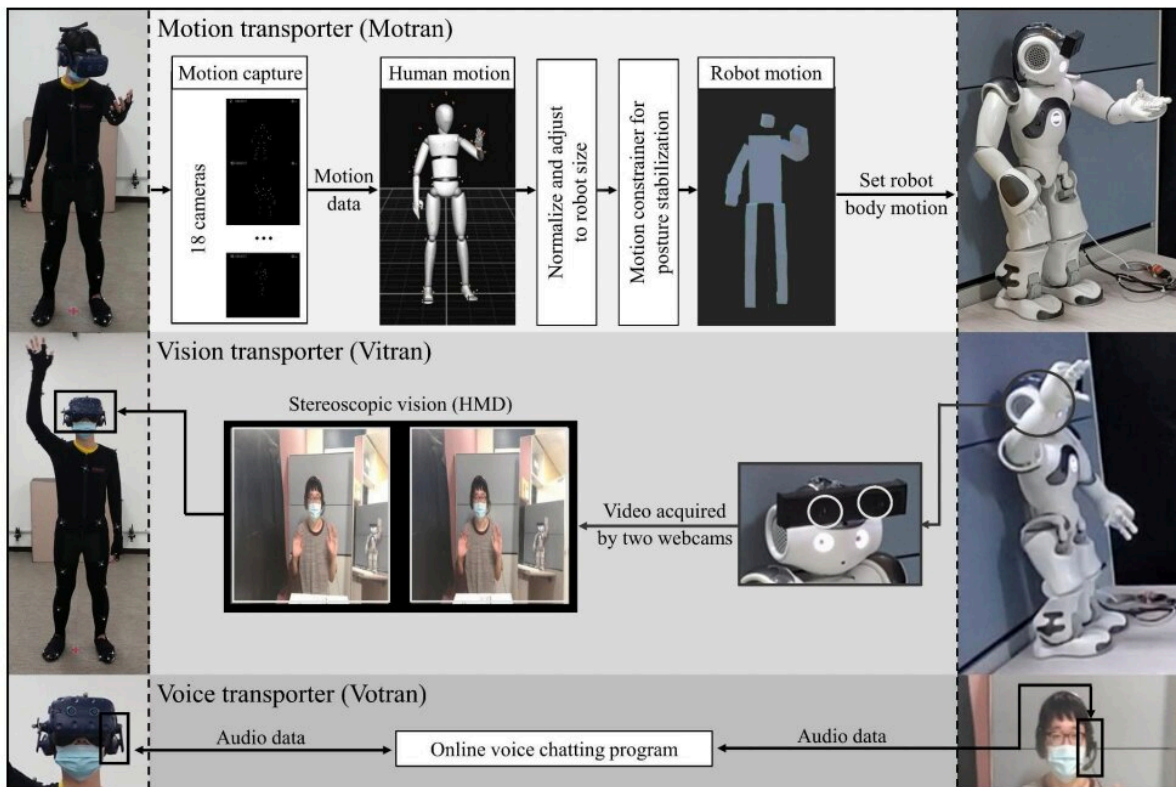 Motion transporter (Motran)
Motion capture
18 cameras
...
Motion
data
Human motion
Normalize and adjust
to robot size
Motion constrainer for
posture stabilization
Robot motion
Set robot
body motion
Vision transporter (Vitran)
Stereoscopic vision (HMD)
Video acquired
by two webcams
Voice transporter (Votran)
Audio data
Online voice chatting program
Audio data